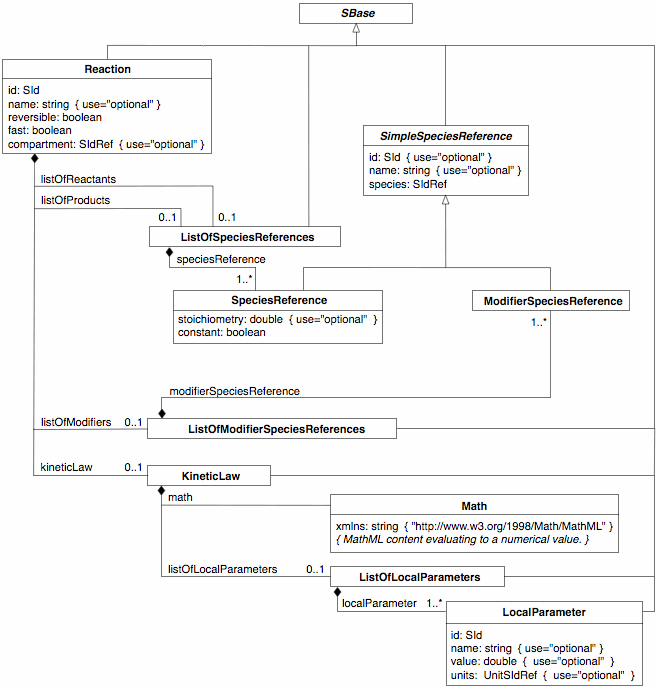 SBase
Reaction
id: SId
name: string { use="optional" }
reversible: boolean
fast: boolean
compartment: SIdRef { use="optional" }
SimpleSpeciesReference
id: SId { use="optional" }
name: string { use="optional" }
species: SIdRef
listOfReactants
listOfProducts
0..1
0..1
ListOfSpeciesReferences
speciesReference
1..*
SpeciesReference
stoichiometry: double { use="optional" }
constant: boolean
ModifierSpeciesReference
1..*
modifierSpeciesReference
listOfModifiers
0..1
ListOfModifierSpeciesReferences
kineticLaw
0..1
KineticLaw
math
Math
xmlns: string { "http://www.w3.org/1998/Math/MathML" }
{ MathML content evaluating to a numerical value. }
listOfLocalParameters
0..1
ListOfLocalParameters
localParameter
1..*
LocalParameter
id: SId
name: string { use="optional" }
value: double { use="optional" }
units: UnitSIdRef { use="optional" }